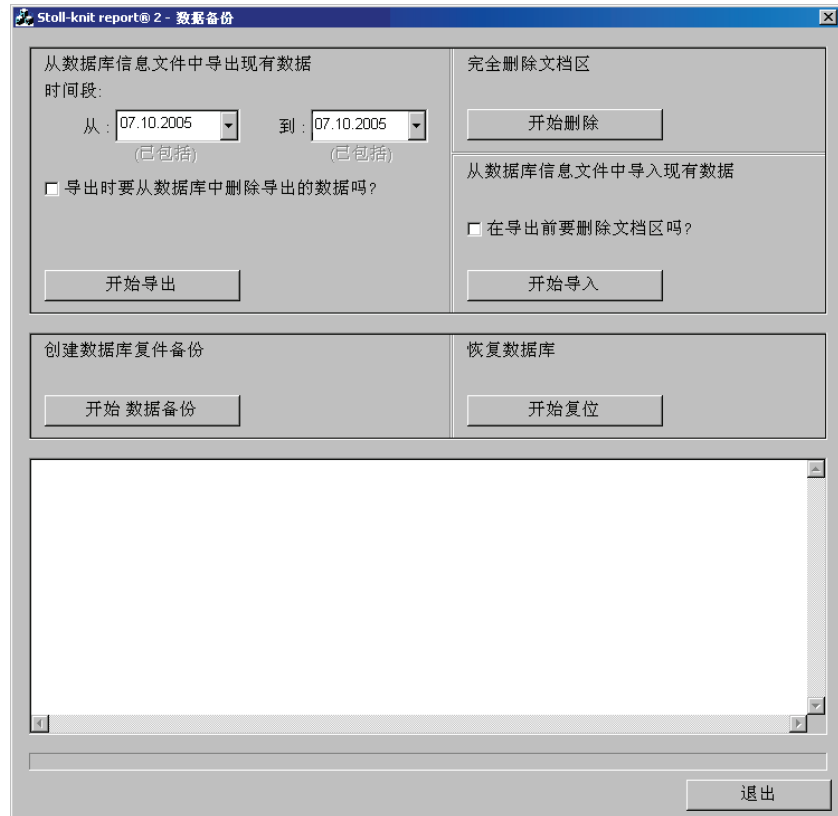 Stoll-knit report® 2 - 数据备份
从数据库信息文件中导出现有数据
时间段:
从 : 07.10.2005 到 : 07.10.2005
(已包括) (已包括)
导出时要从数据库中删除导出的数据吗?
开始导出
完全删除文档区
开始删除
从数据库信息文件中导入现有数据
在导出前要删除文档区吗?
开始导入
创建数据库复件备份
开始 数据备份
恢复数据库
开始复位
退出